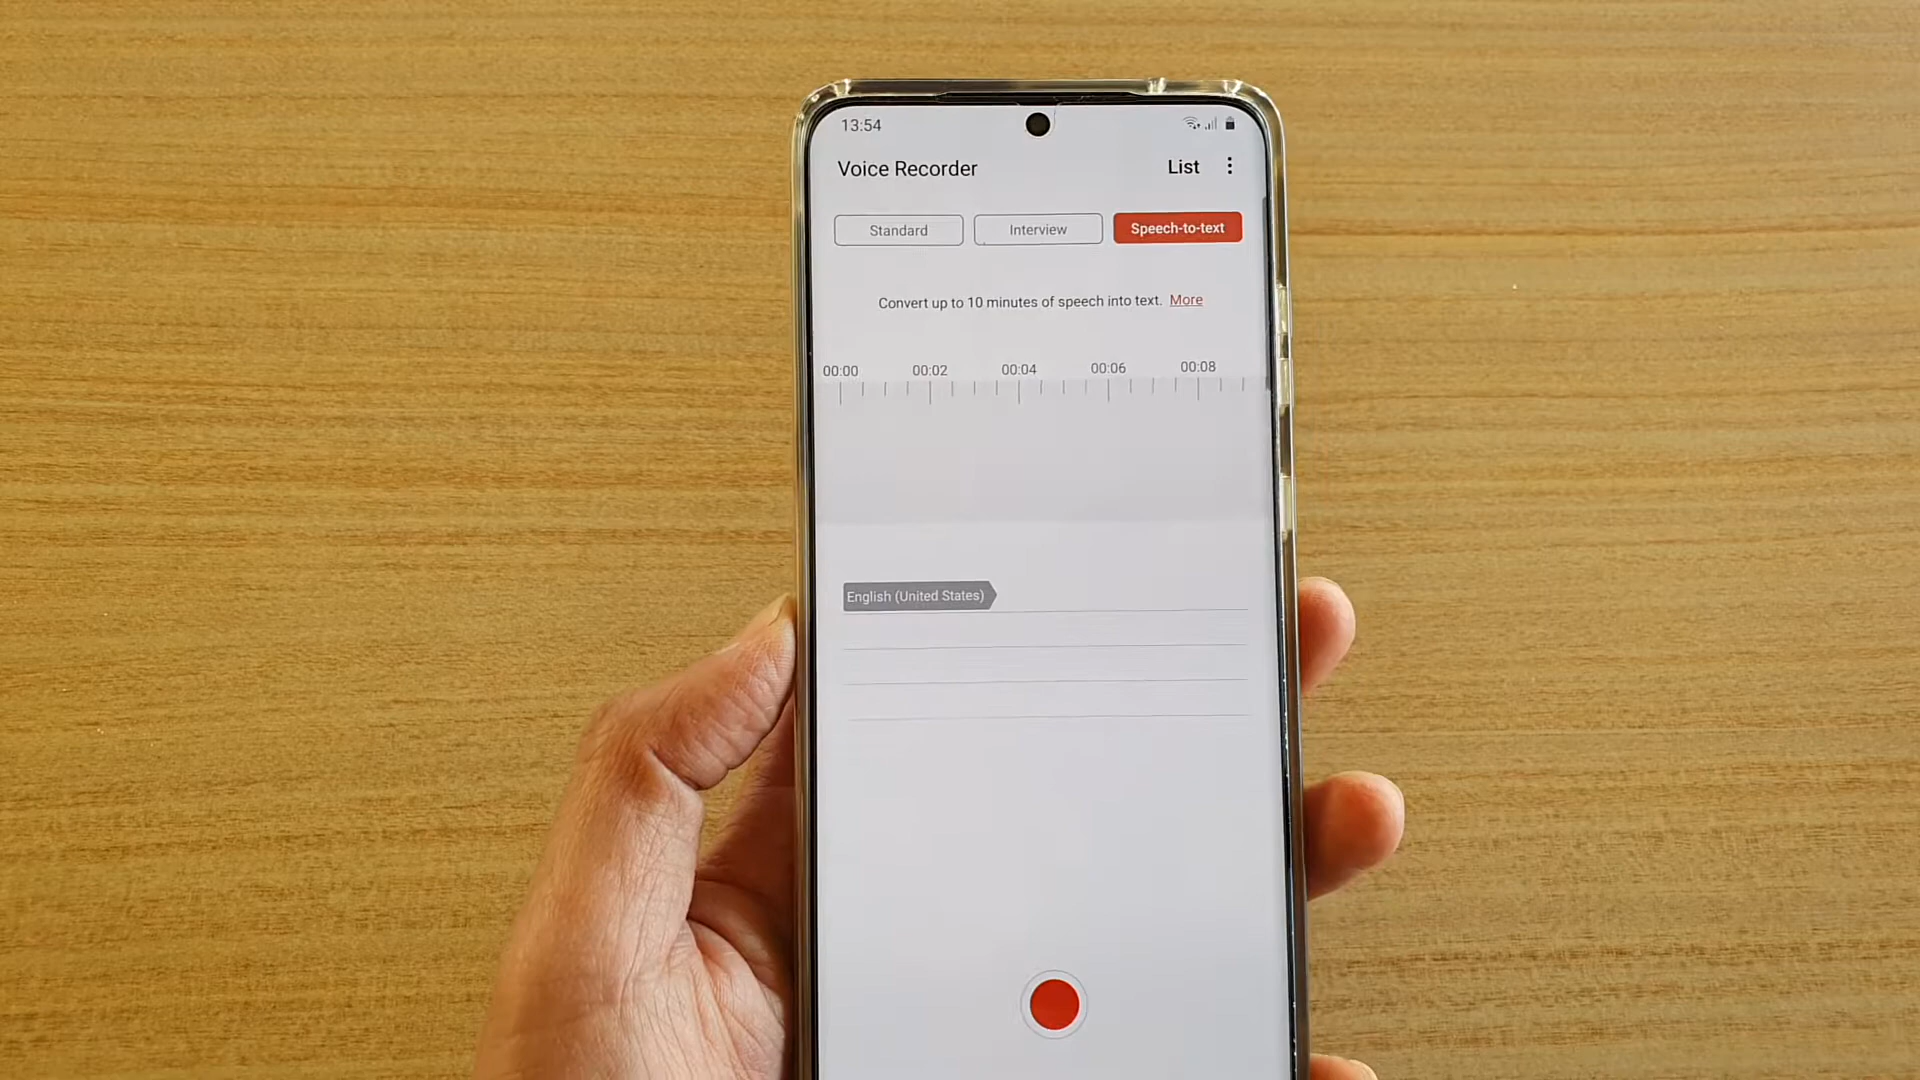 13:54
Voice Recorder List
Standard Interview Speech-to-text
Convert up to 10 minutes of speech into text. More
00:00 00:02 00:04 00:06 00:08
English (United States)